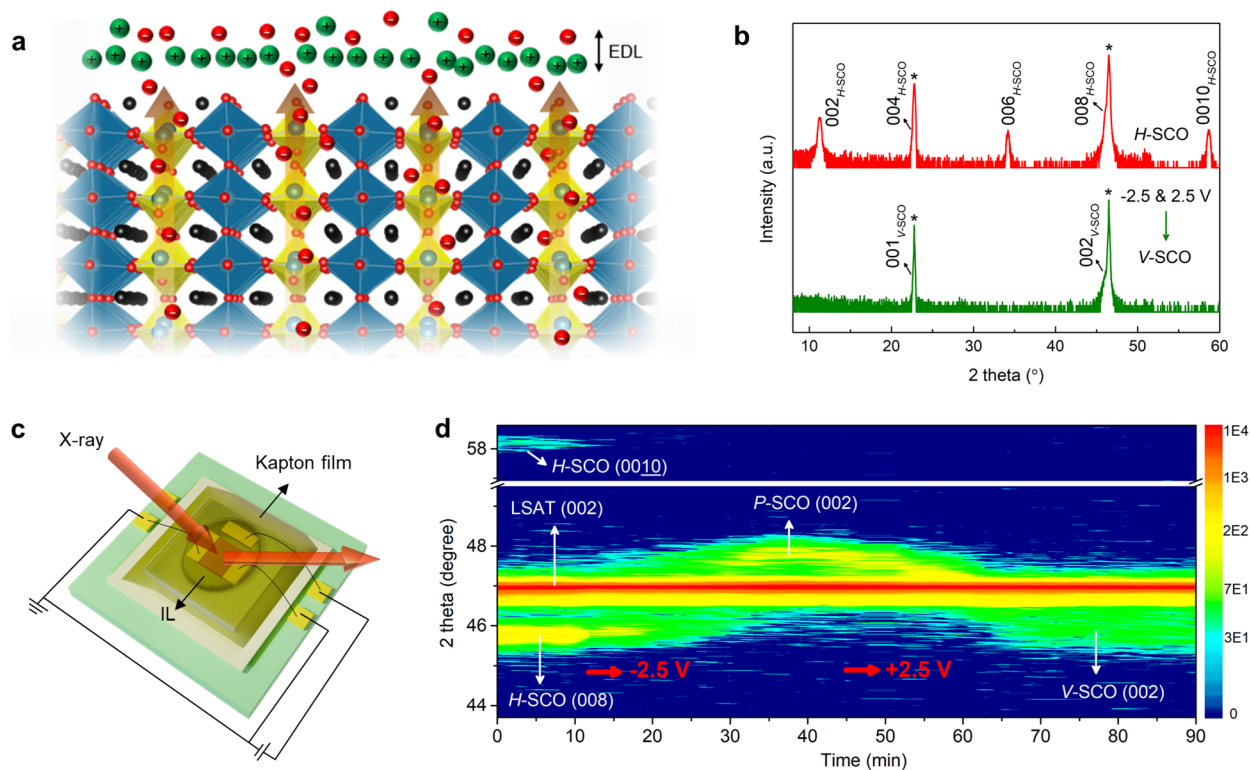 a
EDL
b
Intensity (a.u.)
002H-SCO
004H-SCO
*
006H-SCO
008H-SCO
*
0010H-SCO
H-SCO
001V-SCO
*
002V-SCO
*
-2.5 & 2.5 V
V-SCO
10 20 30 40 50 60
2 theta (°)
c
X-ray
Kapton film
IL
d
2 theta (degree)
58
48
46
44
H-SCO (0010)
LSAT (002)
P-SCO (002)
-2.5 V
+2.5 V
H-SCO (008)
V-SCO (002)
0 10 20 30 40 50 60 70 80 90
Time (min)
1E4
1E3
1E2
7E1
3E1
0